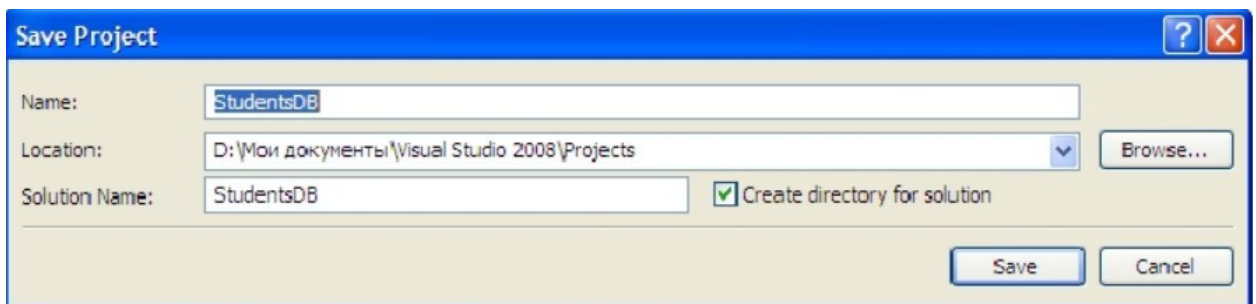 Save Project
Name: StudentsDB
Location: D:\Мои документы\Visual Studio 2008\Projects Browse...
Solution Name: StudentsDB Create directory for solution
Save Cancel